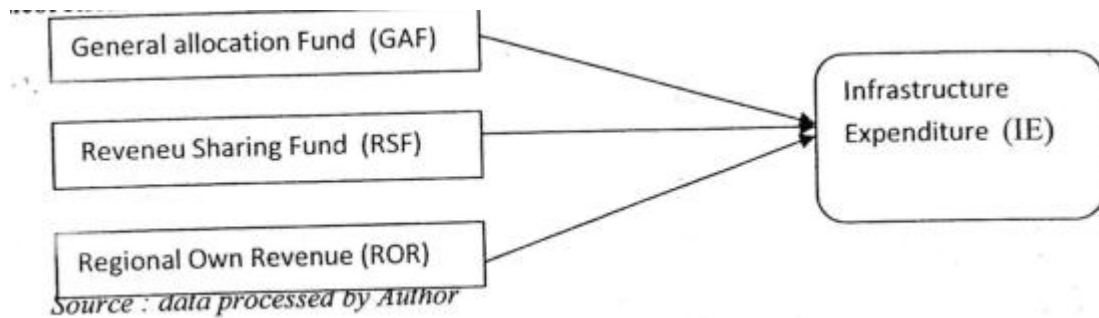 General allocation Fund (GAF)
Infrastructure
Expenditure (IE)
Reveneu Sharing Fund (RSF)
Regional Own Revenue (ROR)
Source : data processed by Author